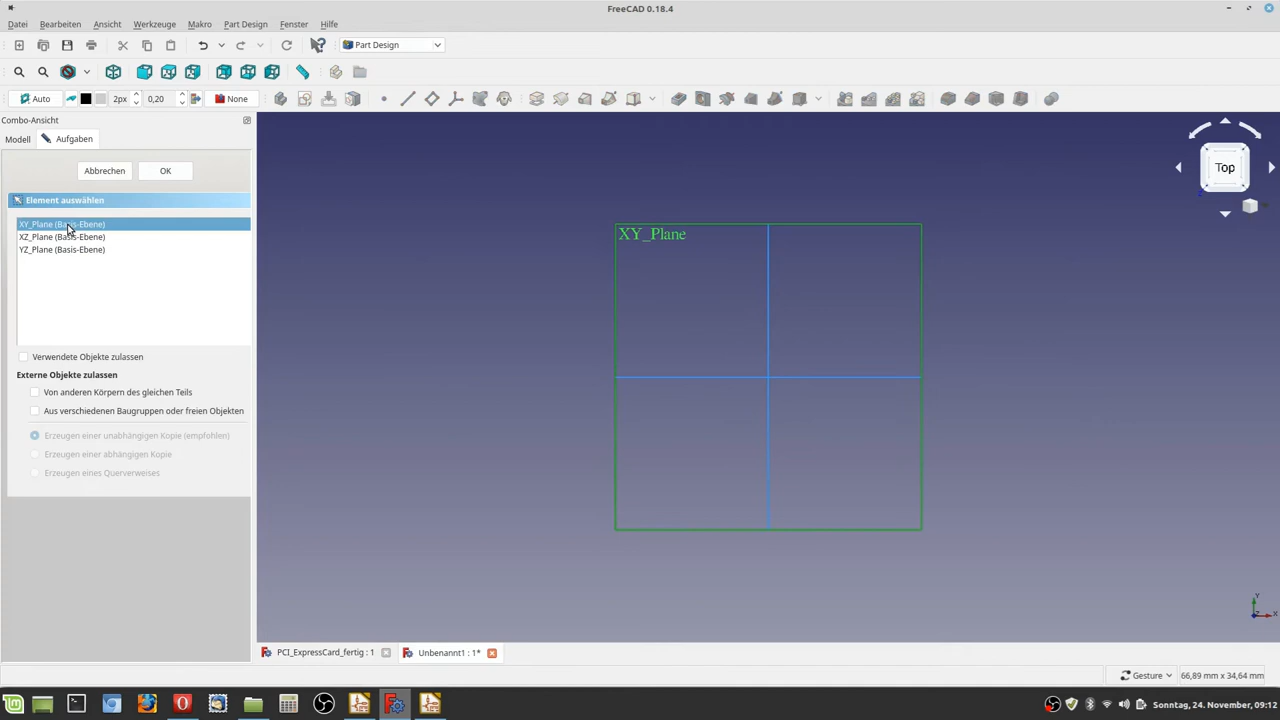 FreeCAD 0.18.4
Datei Bearbeiten Ansicht Werkzeuge Makro Part Design Fenster Hilfe
Part Design
Auto 2px 0,20 None
Combo-Ansicht
Modell Aufgaben
Abbrechen OK
Element auswählen
XY_Plane (Basis-Ebene)
XZ_Plane (Basis-Ebene)
YZ_Plane (Basis-Ebene)
Verwendete Objekte zulassen
Externe Objekte zulassen
Von anderen Körpern des gleichen Teils
Aus verschiedenen Baugruppen oder freien Objekten
Erzeugen einer unabhängigen Kopie (empfohlen)
Erzeugen einer abhängigen Kopie
Erzeugen eines Querverweises
XY_Plane
Top
Y
X
PCI_ExpressCard_fertig : 1
Unbenannt1 : 1*
Gesture 66,89 mm x 34,64 mm
Sonntag, 24. November, 09:12